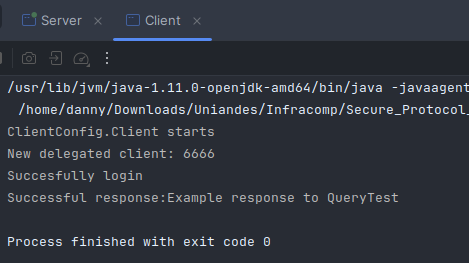 Server
Client
/usr/lib/jvm/java-1.11.0-openjdk-amd64/bin/java -javaagent
/home/danny/Downloads/Uniandes/Infracomp/Secure_Protocol_
ClientConfig.Client starts
New delegated client: 6666
Succesfully login
Successful response:Example response to QueryTest
Process finished with exit code 0